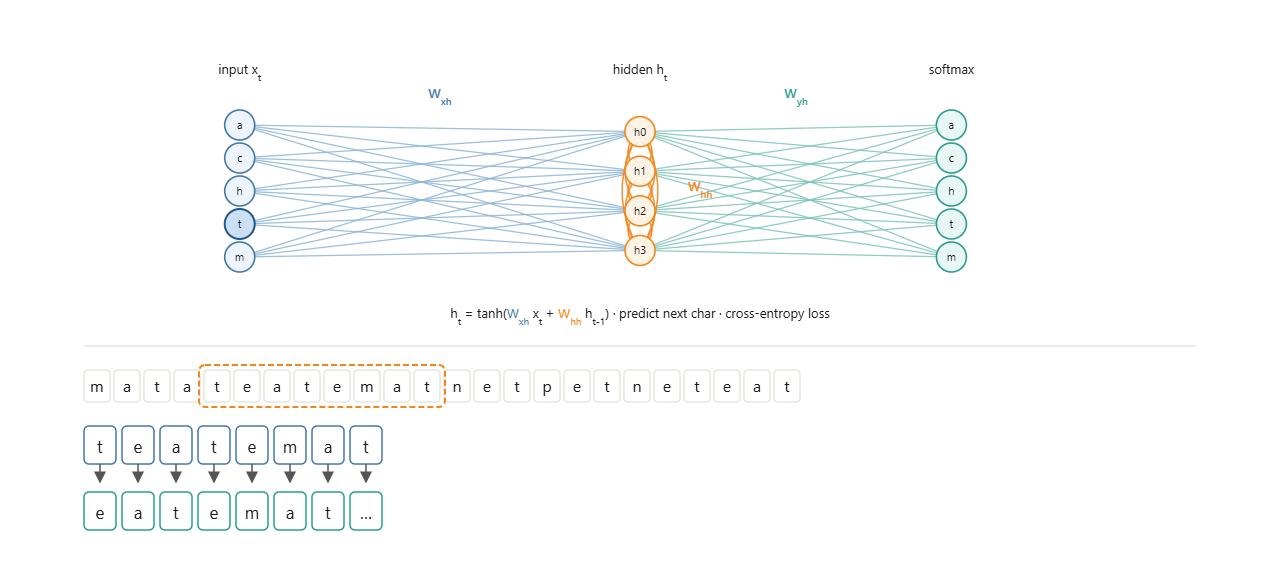 input xt hidden ht softmax
Wxh Wyh
a h0 a
c c
h h1 h
Whh
t h2 t
m h3 m
ht = tanh(Wxh xt + Whh ht-1) · predict next char · cross-entropy loss
m a t a t e a t e m a t n e t p e t n e t e a t
t e a t e m a t
e a t e m a t ...